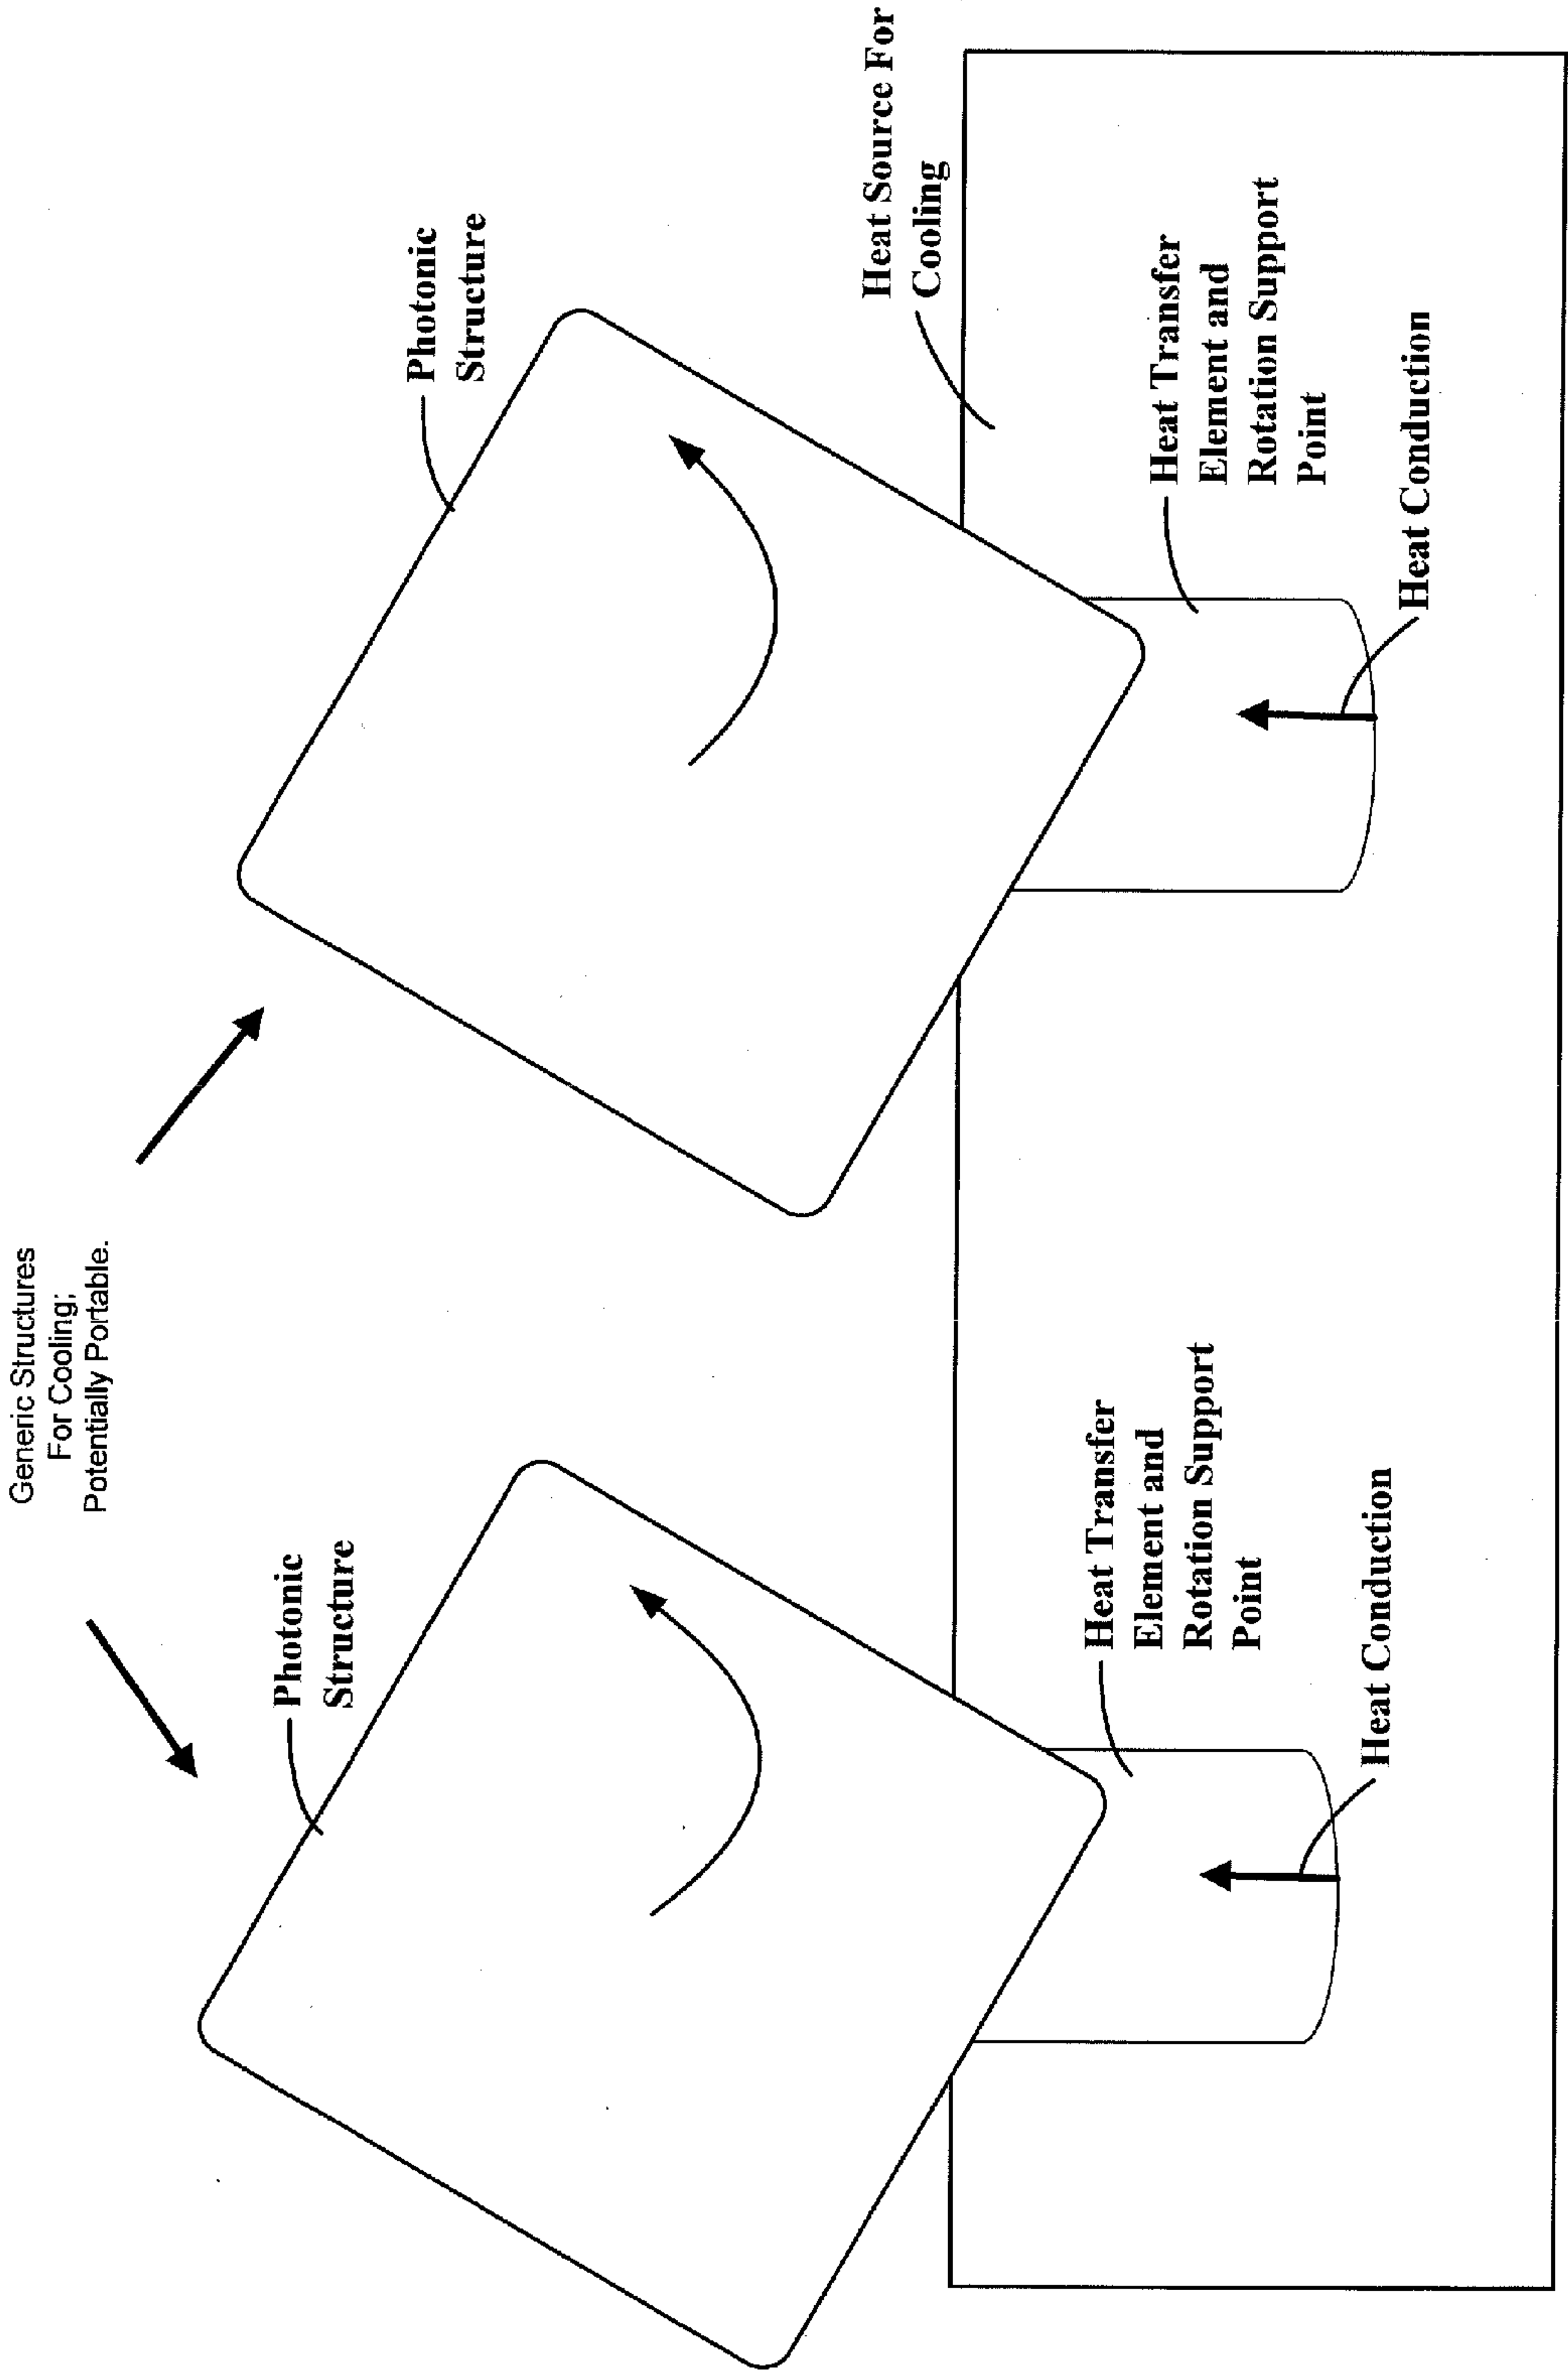 Generic Structures
For Cooling;
Potentially Portable.
Photonic
Structure
Photonic
Structure
Heat Source For
Cooling
Heat Transfer
Element and
Rotation Support
Point
Heat Conduction
Heat Transfer
Element and
Rotation Support
Point
Heat Conduction